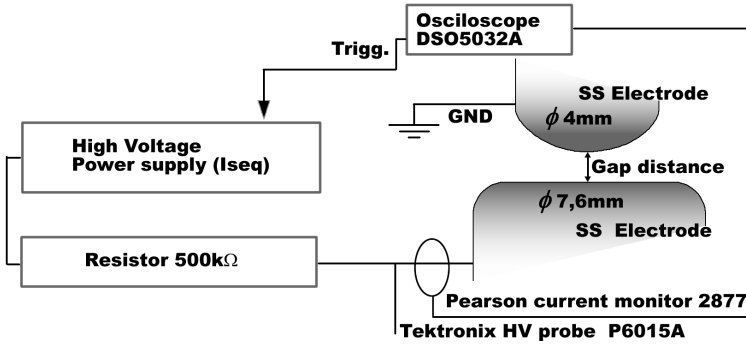 Osciloscope
DSO5032A
Trigg.
SS Electrode
ϕ 4mm
GND
High Voltage
Power supply (Iseq)
Gap distance
ϕ 7,6mm
SS Electrode
Resistor 500kΩ
Pearson current monitor 2877
Tektronix HV probe P6015A